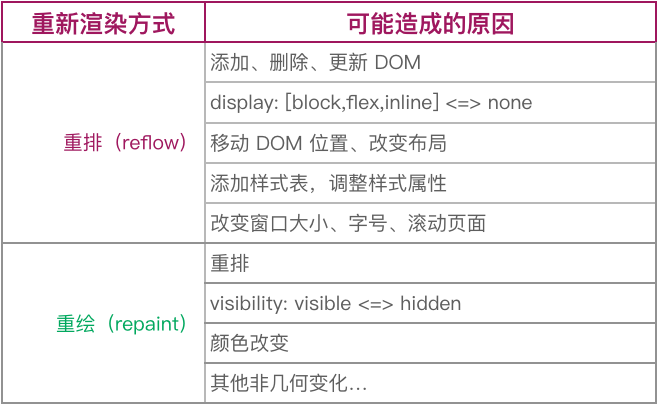 重新渲染方式 可能造成的原因
添加、删除、更新 DOM
display: [block,flex,inline] <=> none
重排（reflow） 移动 DOM 位置、改变布局
添加样式表，调整样式属性
改变窗口大小、字号、滚动页面
重排
visibility: visible <=> hidden
重绘（repaint）
颜色改变
其他非几何变化...